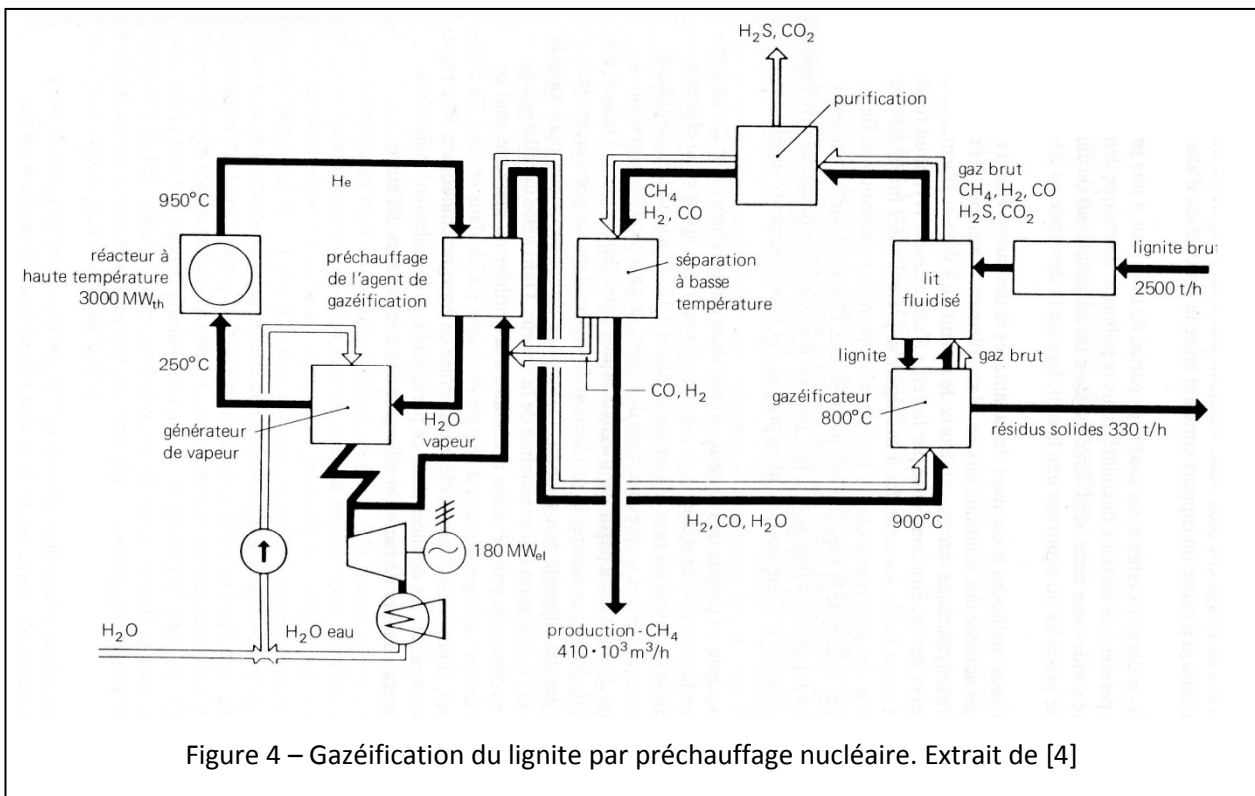 H2S, CO2
purification
He
950°C
CH4
H2, CO
gaz brut
CH4, H2, CO
H2S, CO2
réacteur à
haute température
3000 MWth
préchauffage
de l'agent de
gazéification
séparation
à basse
température
lit
fluidisé
lignite brut
2500 t/h
250°C
lignite
gaz brut
CO, H2
gazéificateur
800°C
résidus solides 330 t/h
générateur
de vapeur
H2O
vapeur
H2, CO, H2O
900°C
180 MWel
H2O
H2O eau
production-CH4
410·10³m³/h
Figure 4 – Gazéification du lignite par préchauffage nucléaire. Extrait de [4]